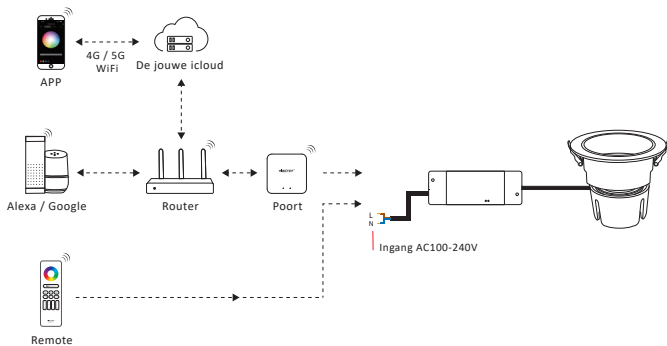 4G / 5G
WiFi
De jouwe icloud
APP
Alexa / Google
Router
Poort
L
N
Ingang AC100-240V
Remote